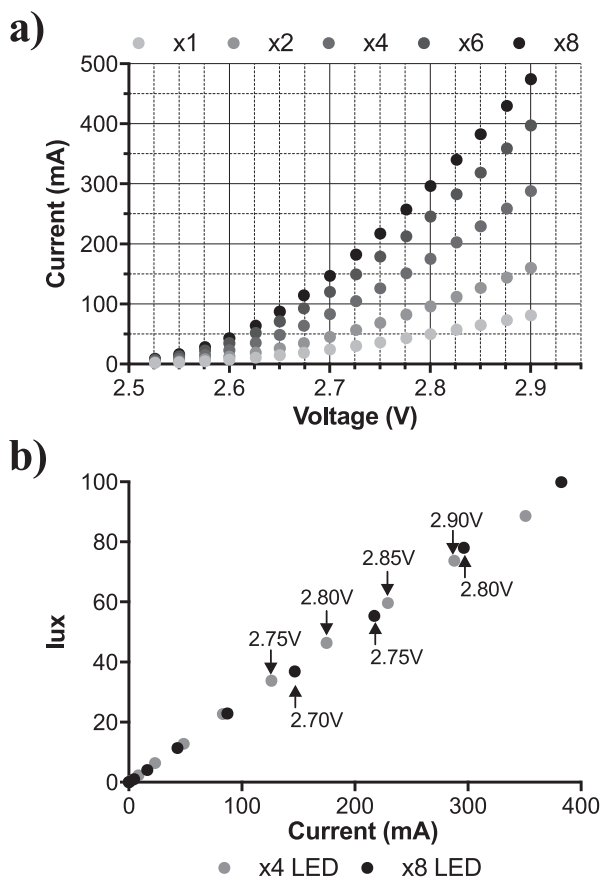 a)
x1 x2 x4 x6 x8
500
400
300
200
100
0
Current (mA)
2.5 2.6 2.7 2.8 2.9
Voltage (V)
b)
100
80
60
40
20
0
lux
2.90V
2.85V
2.80V
2.80V
2.75V
2.75V
2.70V
0 100 200 300 400
Current (mA)
x4 LED x8 LED